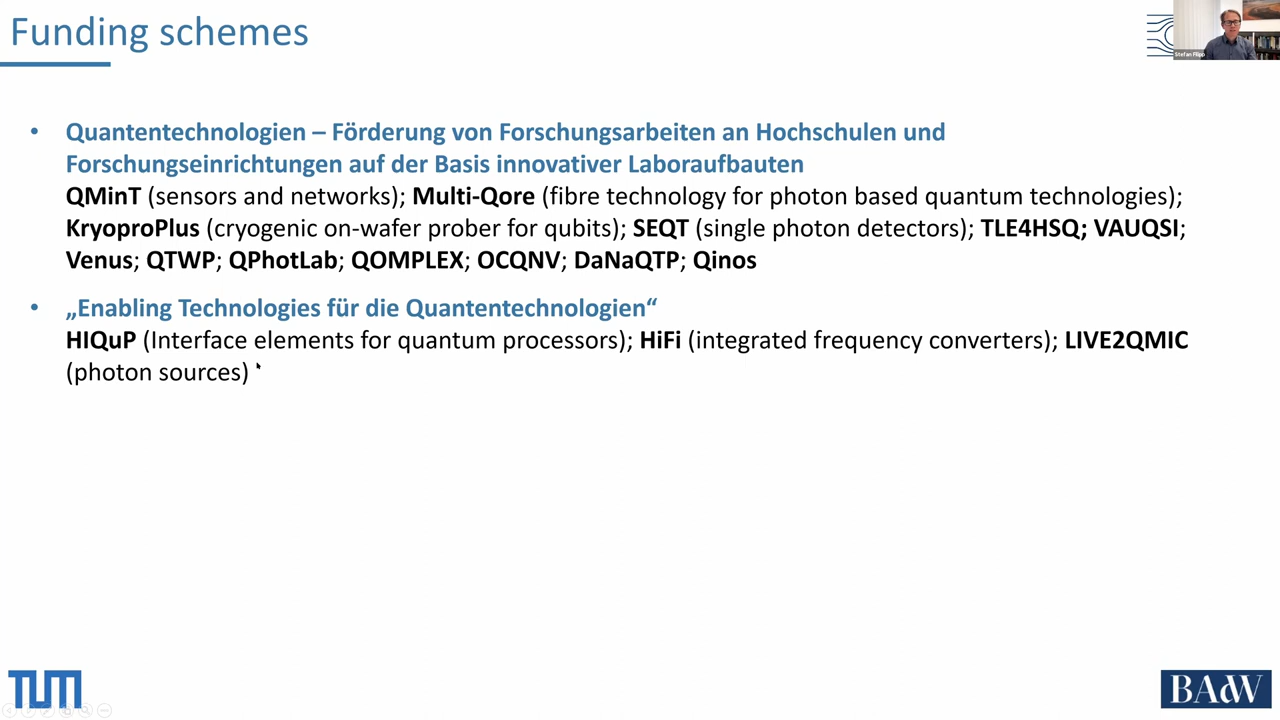 Funding schemes
Stefan Filipp
• Quantentechnologien – Förderung von Forschungsarbeiten an Hochschulen und
Forschungseinrichtungen auf der Basis innovativer Laboraufbauten
QMinT (sensors and networks); Multi-Qore (fibre technology for photon based quantum technologies);
KryoproPlus (cryogenic on-wafer prober for qubits); SEQT (single photon detectors); TLE4HSQ; VAUQSI;
Venus; QTWP; QPhotLab; QOMPLEX; OCQNV; DaNaQTP; Qinos
• „Enabling Technologies für die Quantentechnologien“
HIQuP (Interface elements for quantum processors); HiFi (integrated frequency converters); LIVE2QMIC
(photon sources)
TUM
BAdW